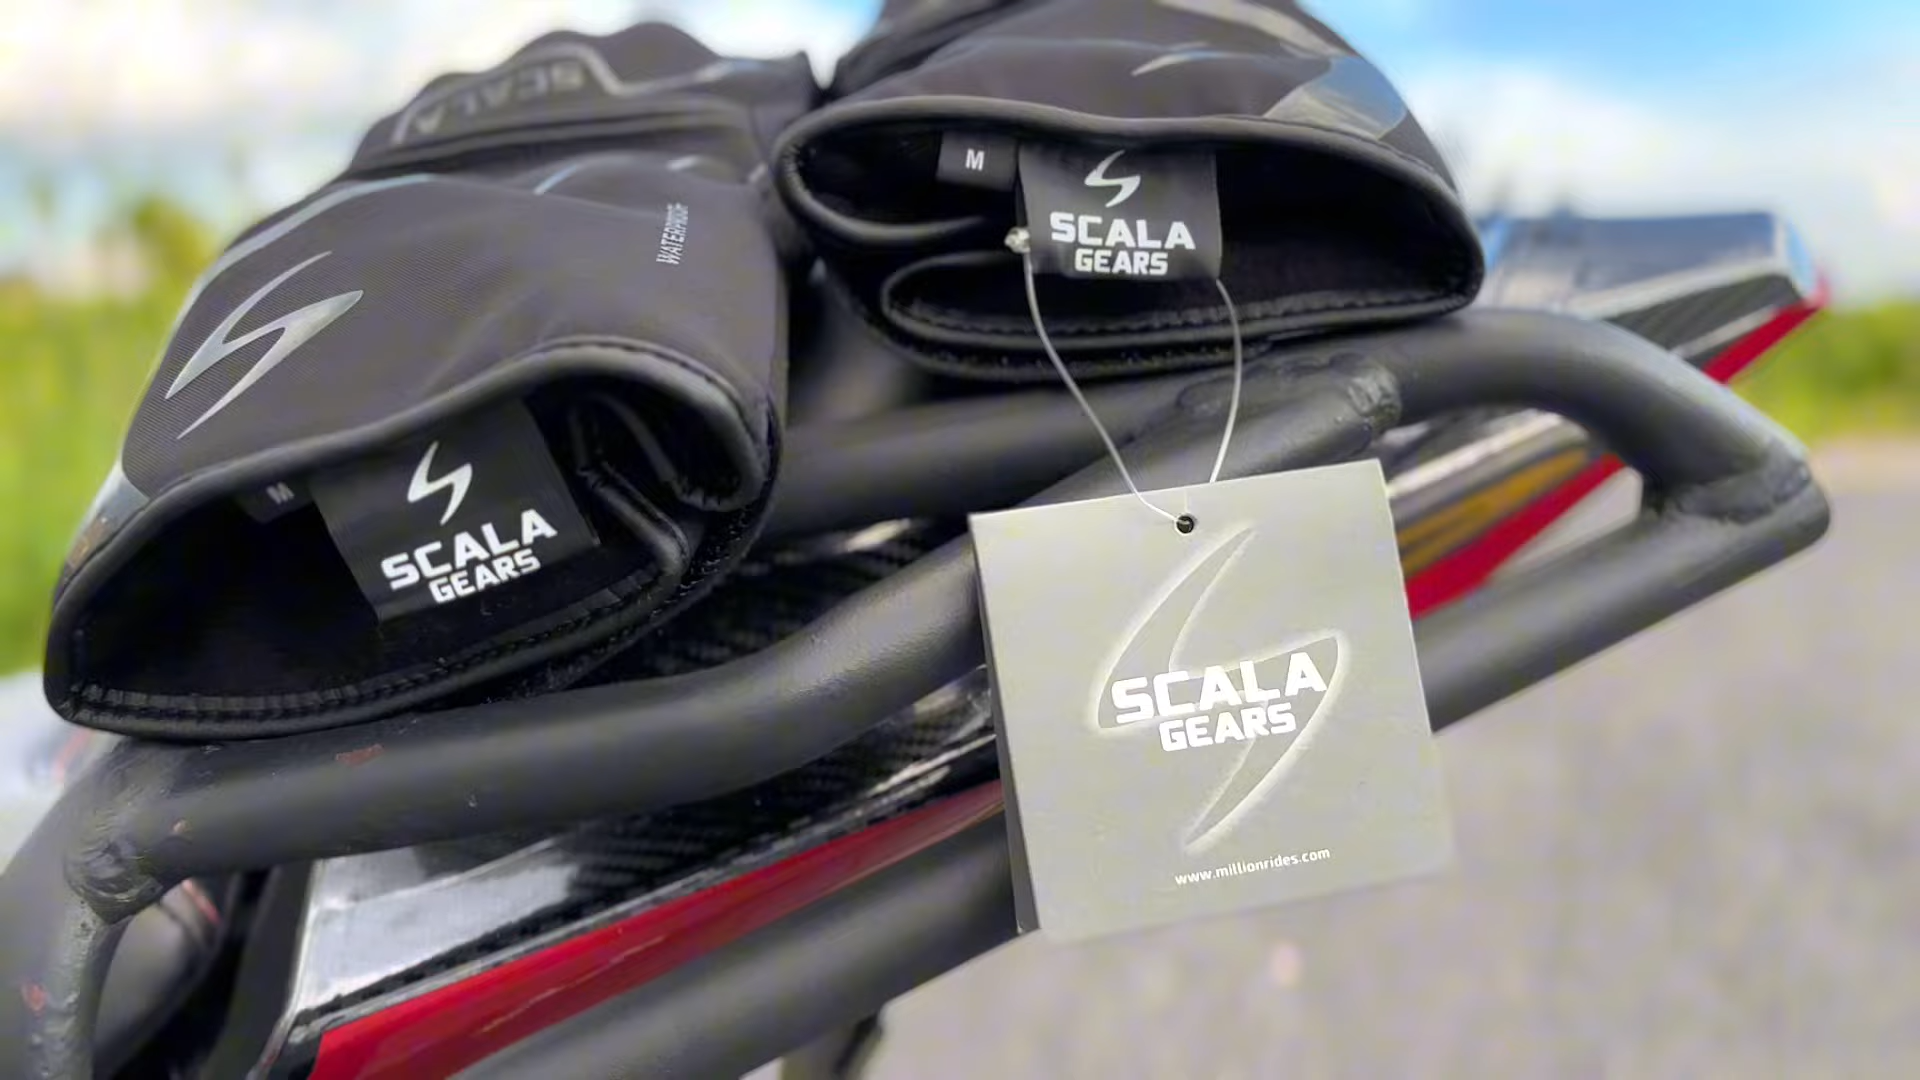 SCALA
WATERPROOF
M
SCALA
GEARS
M
SCALA
GEARS
SCALA
GEARS
www.millionrides.com